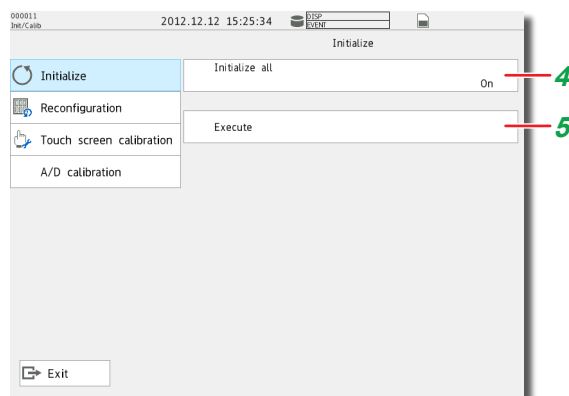 000011
Init/Calib
2012.12.12 15:25:34
DISP
EVENT
Initialize
Initialize
Initialize all
On
4
Reconfiguration
Execute
5
Touch screen calibration
A/D calibration
Exit